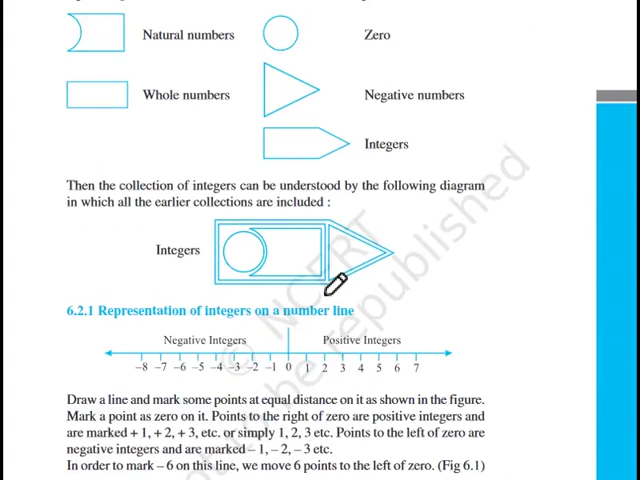 Natural numbers
Zero
Whole numbers
Negative numbers
Integers
Then the collection of integers can be understood by the following diagram
in which all the earlier collections are included :
Integers
6.2.1 Representation of integers on a number line
Negative Integers Positive Integers
–8 –7 –6 –5 –4 –3 –2 –1 0 1 2 3 4 5 6 7
Draw a line and mark some points at equal distance on it as shown in the figure.
Mark a point as zero on it. Points to the right of zero are positive integers and
are marked + 1, + 2, + 3, etc. or simply 1, 2, 3 etc. Points to the left of zero are
negative integers and are marked – 1, – 2, – 3 etc.
In order to mark – 6 on this line, we move 6 points to the left of zero. (Fig 6.1)
© NCERT
not to be republished